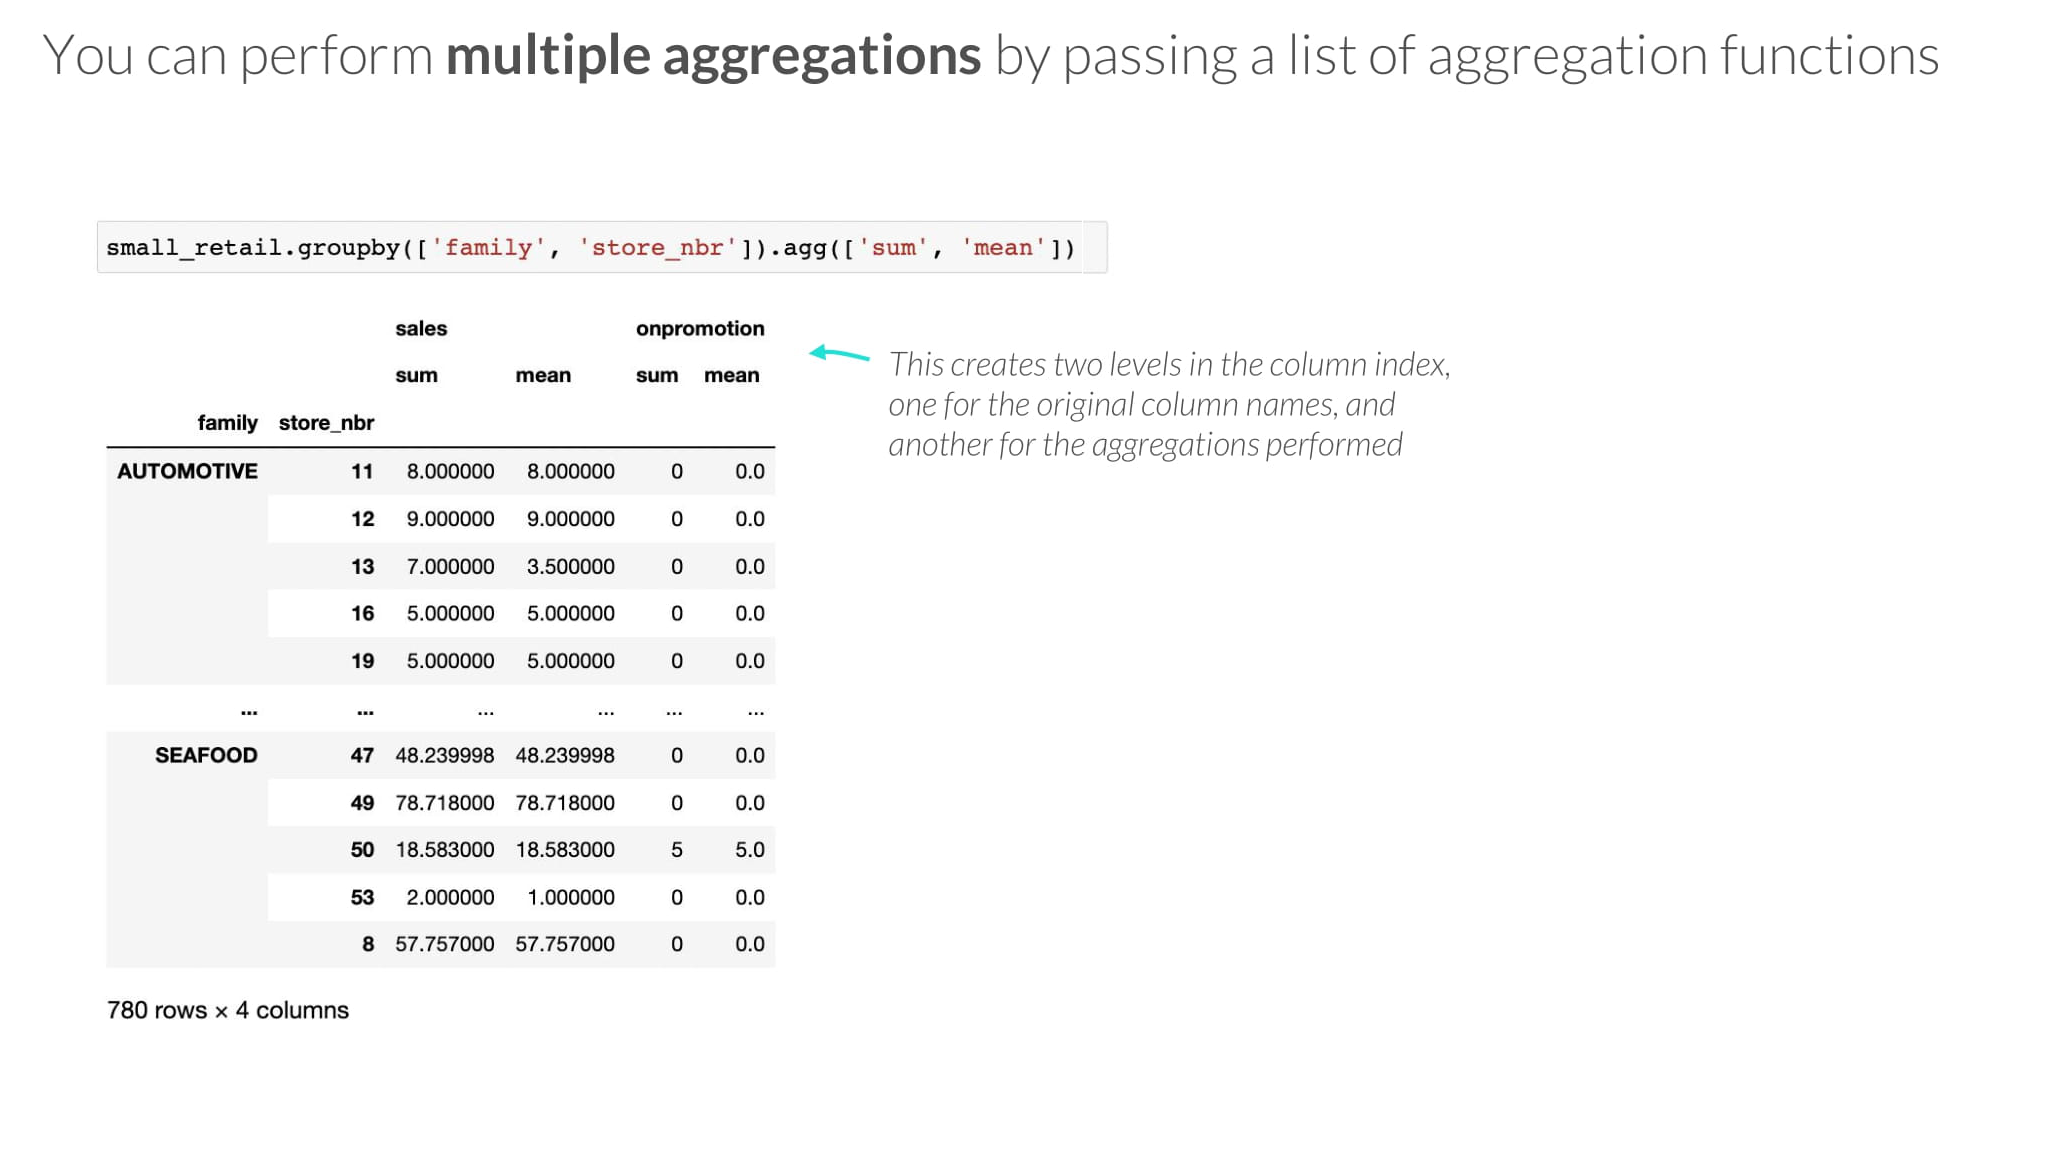 You can perform multiple aggregations by passing a list of aggregation functions
small_retail.groupby(['family', 'store_nbr']).agg(['sum', 'mean'])
sales onpromotion
sum mean sum mean
family store_nbr
AUTOMOTIVE 11 8.000000 8.000000 0 0.0
12 9.000000 9.000000 0 0.0
13 7.000000 3.500000 0 0.0
16 5.000000 5.000000 0 0.0
19 5.000000 5.000000 0 0.0
... ... ... ... ... ...
SEAFOOD 47 48.239998 48.239998 0 0.0
49 78.718000 78.718000 0 0.0
50 18.583000 18.583000 5 5.0
53 2.000000 1.000000 0 0.0
8 57.757000 57.757000 0 0.0
780 rows × 4 columns
This creates two levels in the column index,
one for the original column names, and
another for the aggregations performed